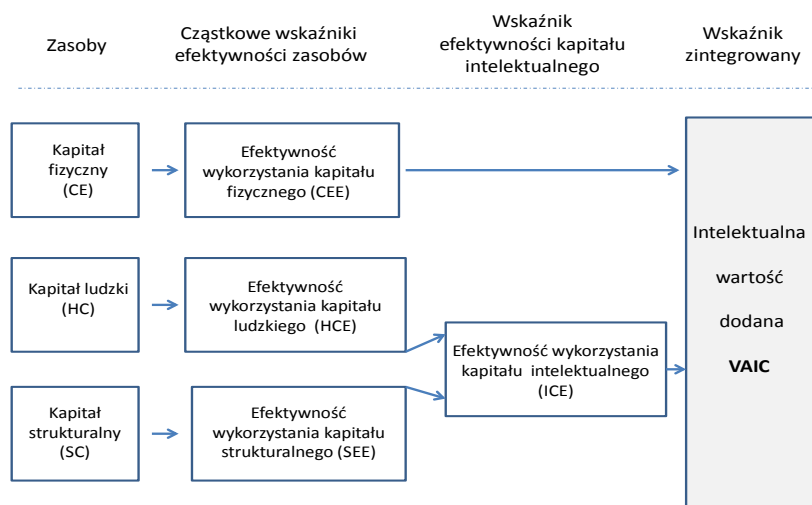 Zasoby
Cząstkowe wskaźniki
efektywności zasobów
Wskaźnik
efektywności kapitału
intelektualnego
Wskaźnik
zintegrowany
Kapitał
fizyczny
(CE)
Efektywność
wykorzystania kapitału
fizycznego (CEE)
Kapitał ludzki
(HC)
Efektywność
wykorzystania kapitału
ludzkiego (HCE)
Kapitał
strukturalny
(SC)
Efektywność
wykorzystania kapitału
strukturalnego (SEE)
Efektywność wykorzystania
kapitału intelektualnego
(ICE)
Intelektualna
wartość
dodana
VAIC